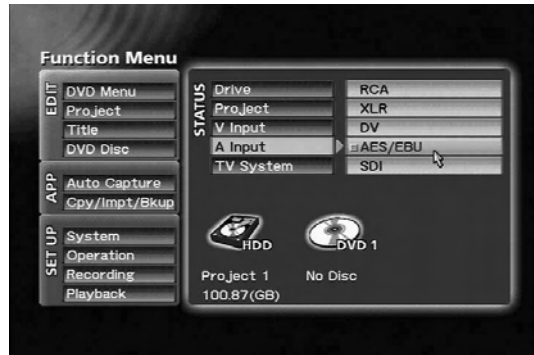 Function Menu
EDIT
DVD Menu
Project
Title
DVD Disc
APP
Auto Capture
Cpy/Impt/Bkup
SET UP
System
Operation
Recording
Playback
STATUS
Drive
Project
V Input
A Input
TV System
RCA
XLR
DV
AES/EBU
SDI
HDD
DVD 1
Project 1
No Disc
100.87(GB)